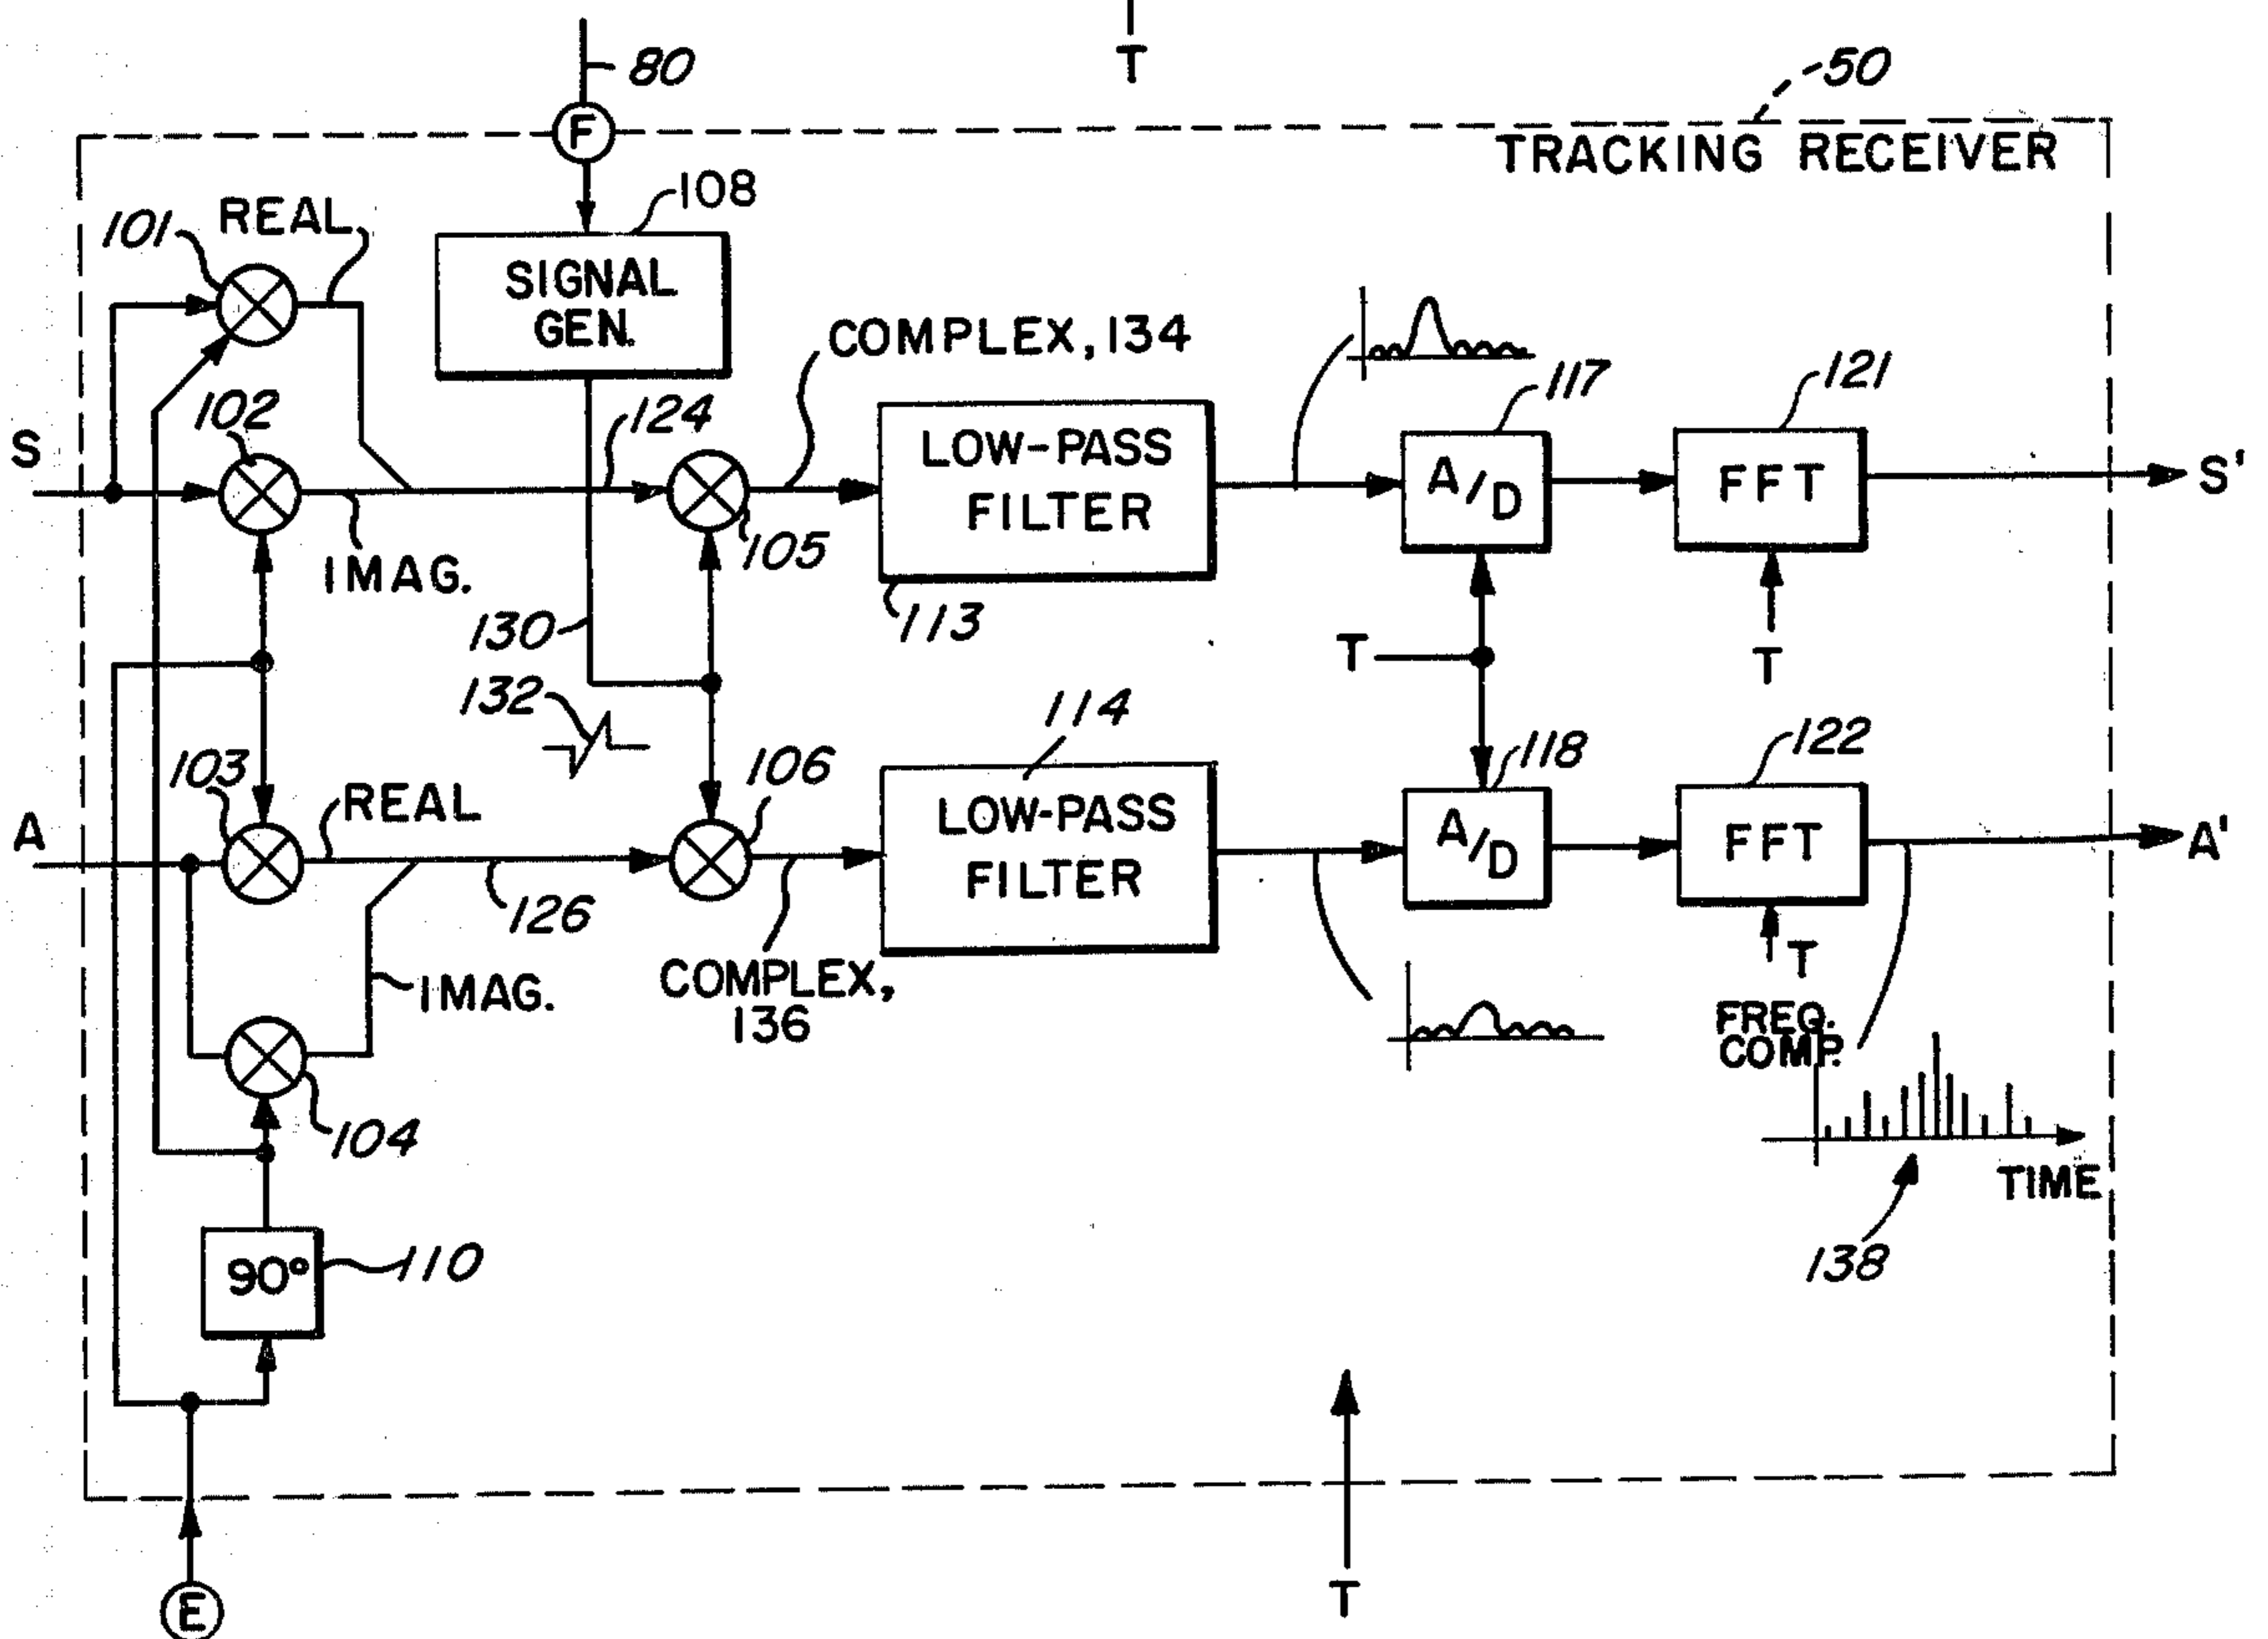 T
80
50
F
TRACKING RECEIVER
101
REAL
108
SIGNAL
GEN.
COMPLEX, 134
117
121
102
124
S
LOW-PASS
FILTER
A/D
FFT
S'
105
IMAG.
113
130
T
T
132
114
118
122
103
REAL
106
A
LOW-PASS
FILTER
A/D
FFT
A'
126
T
IMAG.
COMPLEX,
136
FREQ.
COMP.
104
TIME
90°
110
138
T
E